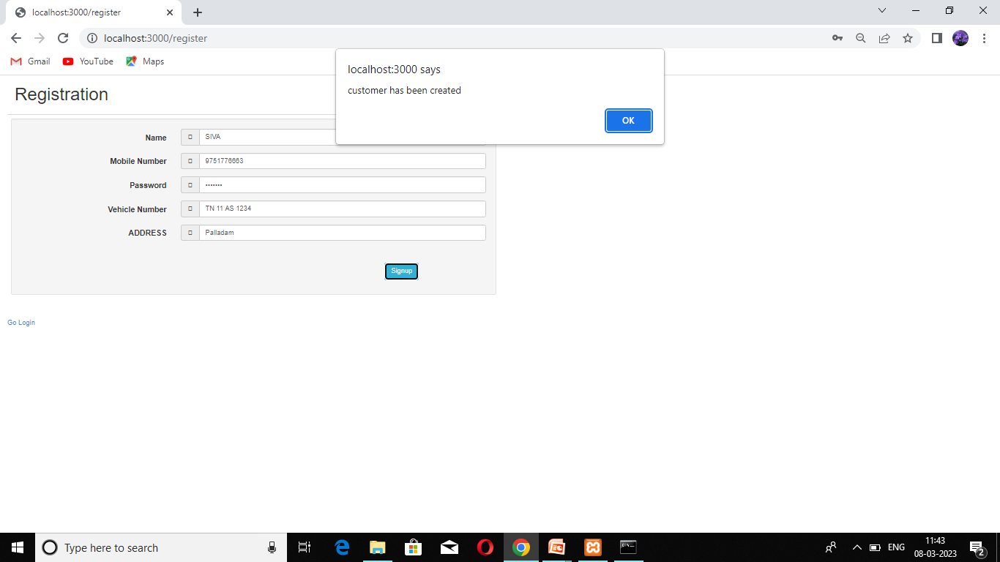 localhost:3000/register
localhost:3000/register
Gmail YouTube Maps
localhost:3000 says
customer has been created
OK
Registration
Name SIVA
Mobile Number 9751776663
Password •••••••
Vehicle Number TN 11 AS 1234
ADDRESS Palladam
Signup
Go Login
Type here to search
ENG
11:43
08-03-2023
2